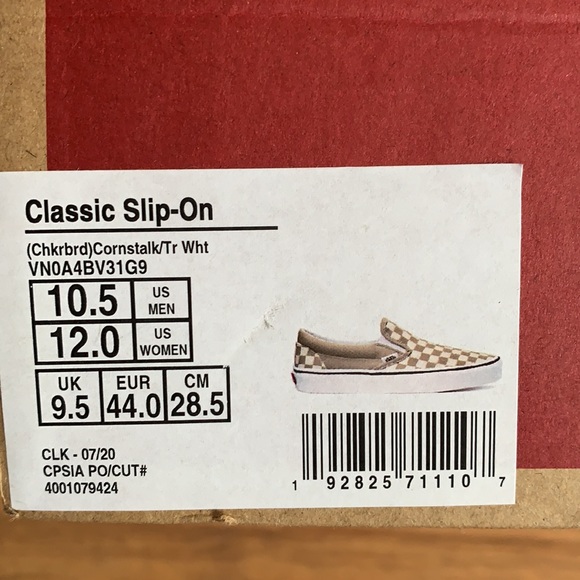 Classic Slip-On
(Chkrbrd)Cornstalk/Tr Wht
VN0A4BV31G9
10.5 US MEN
12.0 US WOMEN
UK EUR CM
9.5 44.0 28.5
CLK - 07/20
CPSIA PO/CUT#
4001079424
1 92825 71110 7